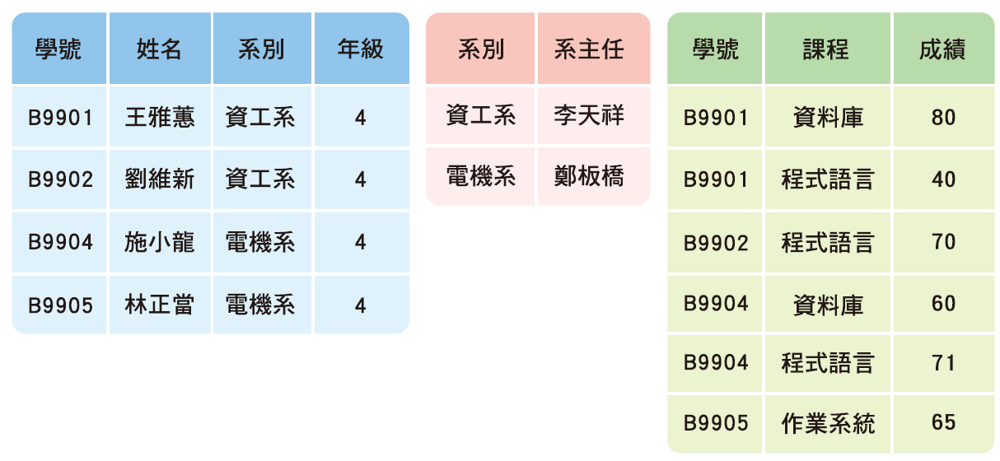 學號 姓名 系別 年級
B9901 王雅蕙 資工系 4
B9902 劉維新 資工系 4
B9904 施小龍 電機系 4
B9905 林正當 電機系 4
系別 系主任
資工系 李天祥
電機系 鄭板橋
學號 課程 成績
B9901 資料庫 80
B9901 程式語言 40
B9902 程式語言 70
B9904 資料庫 60
B9904 程式語言 71
B9905 作業系統 65